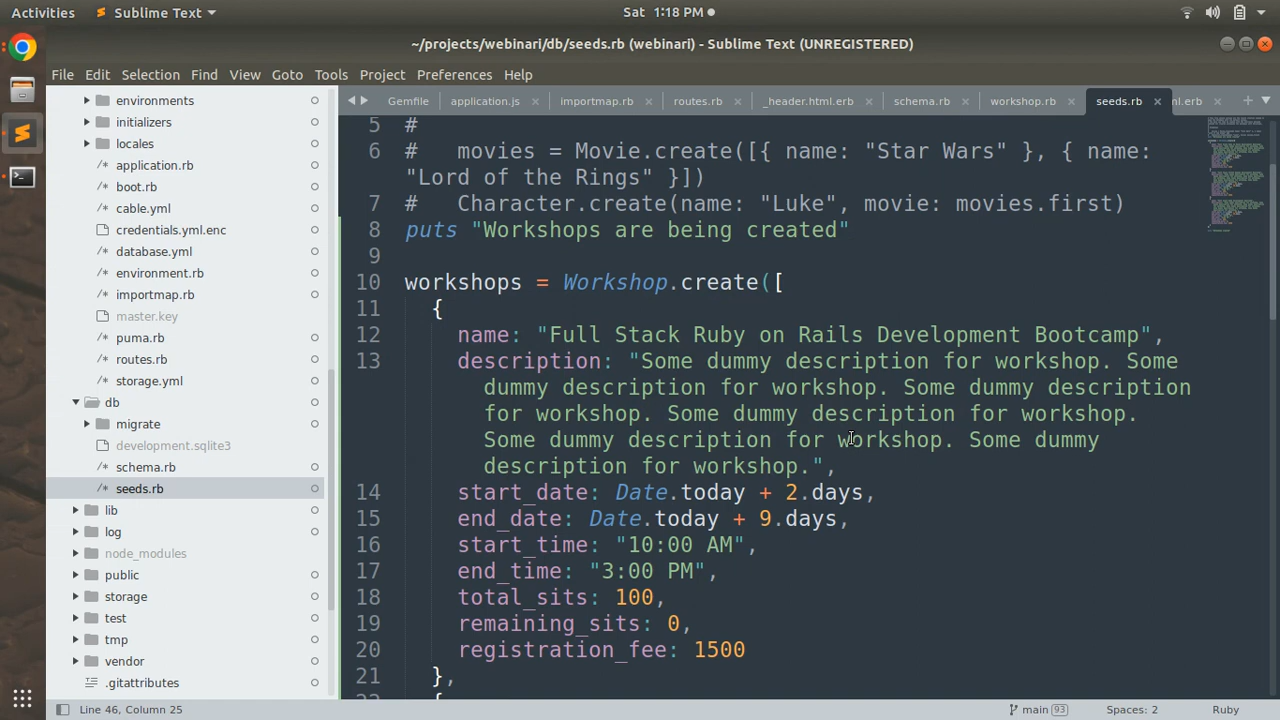 Activities
Sublime Text
Sat 1:18 PM
~/projects/webinari/db/seeds.rb (webinari) - Sublime Text (UNREGISTERED)
File Edit Selection Find View Goto Tools Project Preferences Help
Gemfile application.js importmap.rb routes.rb _header.html.erb schema.rb workshop.rb seeds.rb ml.erb
environments
initializers
locales
application.rb
boot.rb
cable.yml
credentials.yml.enc
database.yml
environment.rb
importmap.rb
master.key
puma.rb
routes.rb
storage.yml
db
migrate
development.sqlite3
schema.rb
seeds.rb
lib
log
node_modules
public
storage
test
tmp
vendor
.gitattributes
5 #
6 #   movies = Movie.create([{ name: "Star Wars" }, { name:
"Lord of the Rings" }])
7 #   Character.create(name: "Luke", movie: movies.first)
8 puts "Workshops are being created"
9
10 workshops = Workshop.create([
11 {
12 name: "Full Stack Ruby on Rails Development Bootcamp",
13 description: "Some dummy description for workshop. Some
dummy description for workshop. Some dummy description
for workshop. Some dummy description for workshop.
Some dummy description for workshop. Some dummy
description for workshop.",
14 start_date: Date.today + 2.days,
15 end_date: Date.today + 9.days,
16 start_time: "10:00 AM",
17 end_time: "3:00 PM",
18 total_sits: 100,
19 remaining_sits: 0,
20 registration_fee: 1500
21 },
22 {
Line 46, Column 25
main 93
Spaces: 2
Ruby